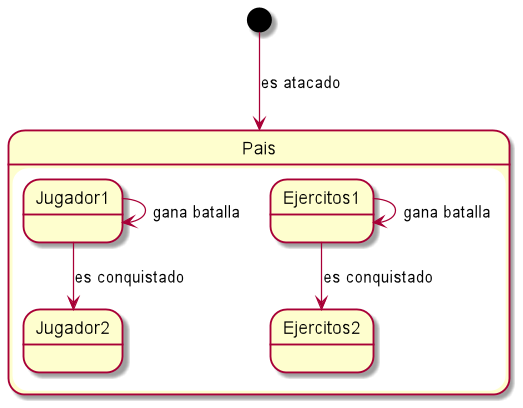 es atacado
Pais
Jugador1
gana batalla
Ejercitos1
gana batalla
es conquistado
es conquistado
Jugador2
Ejercitos2